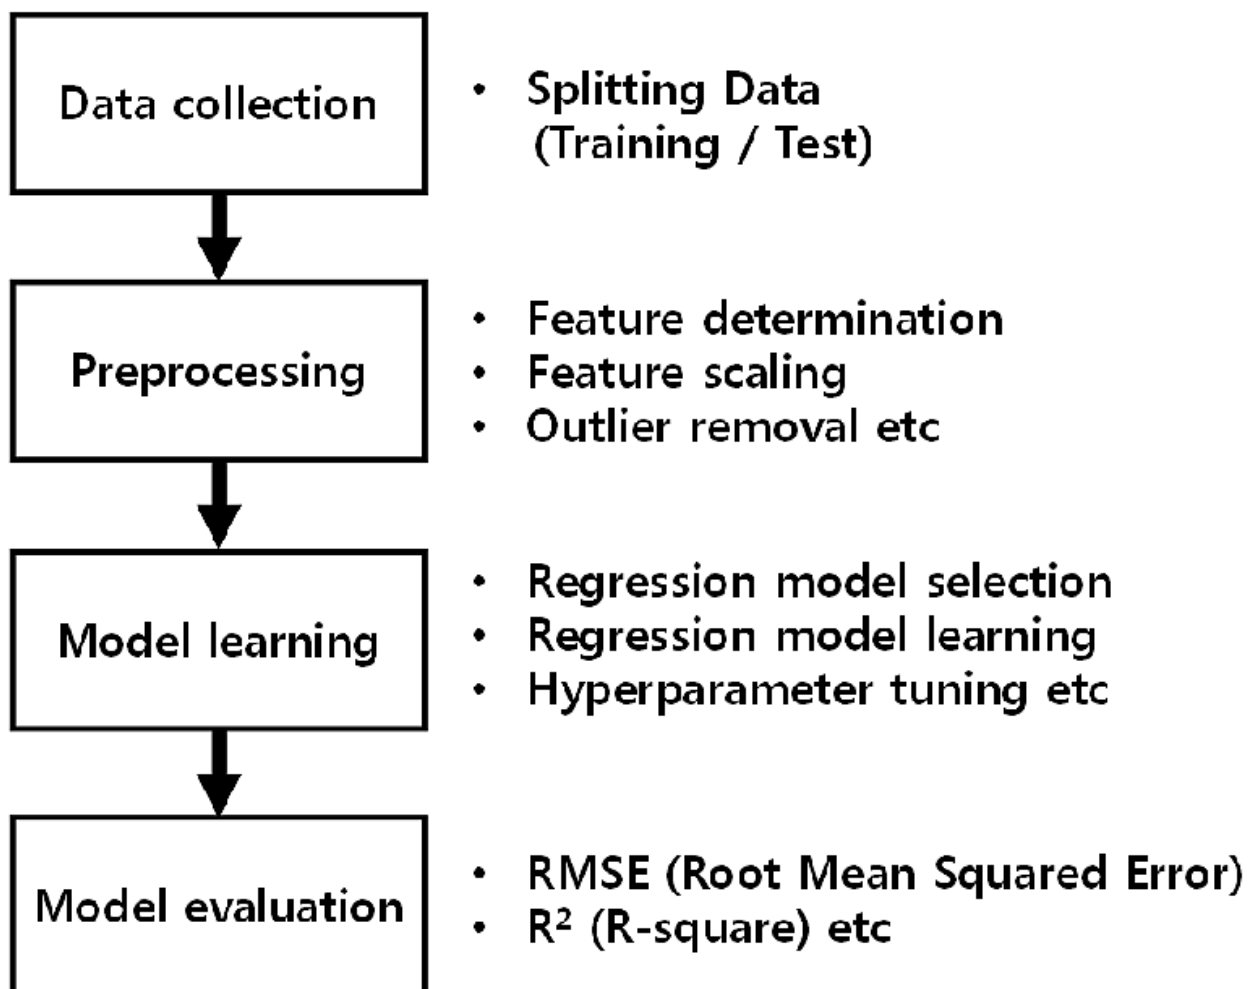 Data collection
• Splitting Data
(Training / Test)
Preprocessing
• Feature determination
• Feature scaling
• Outlier removal etc
Model learning
• Regression model selection
• Regression model learning
• Hyperparameter tuning etc
Model evaluation
• RMSE (Root Mean Squared Error)
• R² (R-square) etc